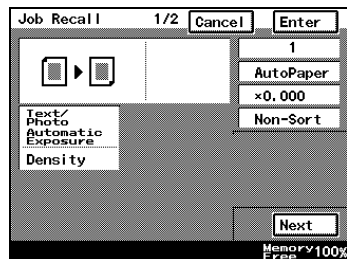 Job Recall 1/2 Cancel Enter
1
AutoPaper
×0.000
Non-Sort
Text/
Photo
Automatic
Exposure
Density
Next
Memory
Free 100%